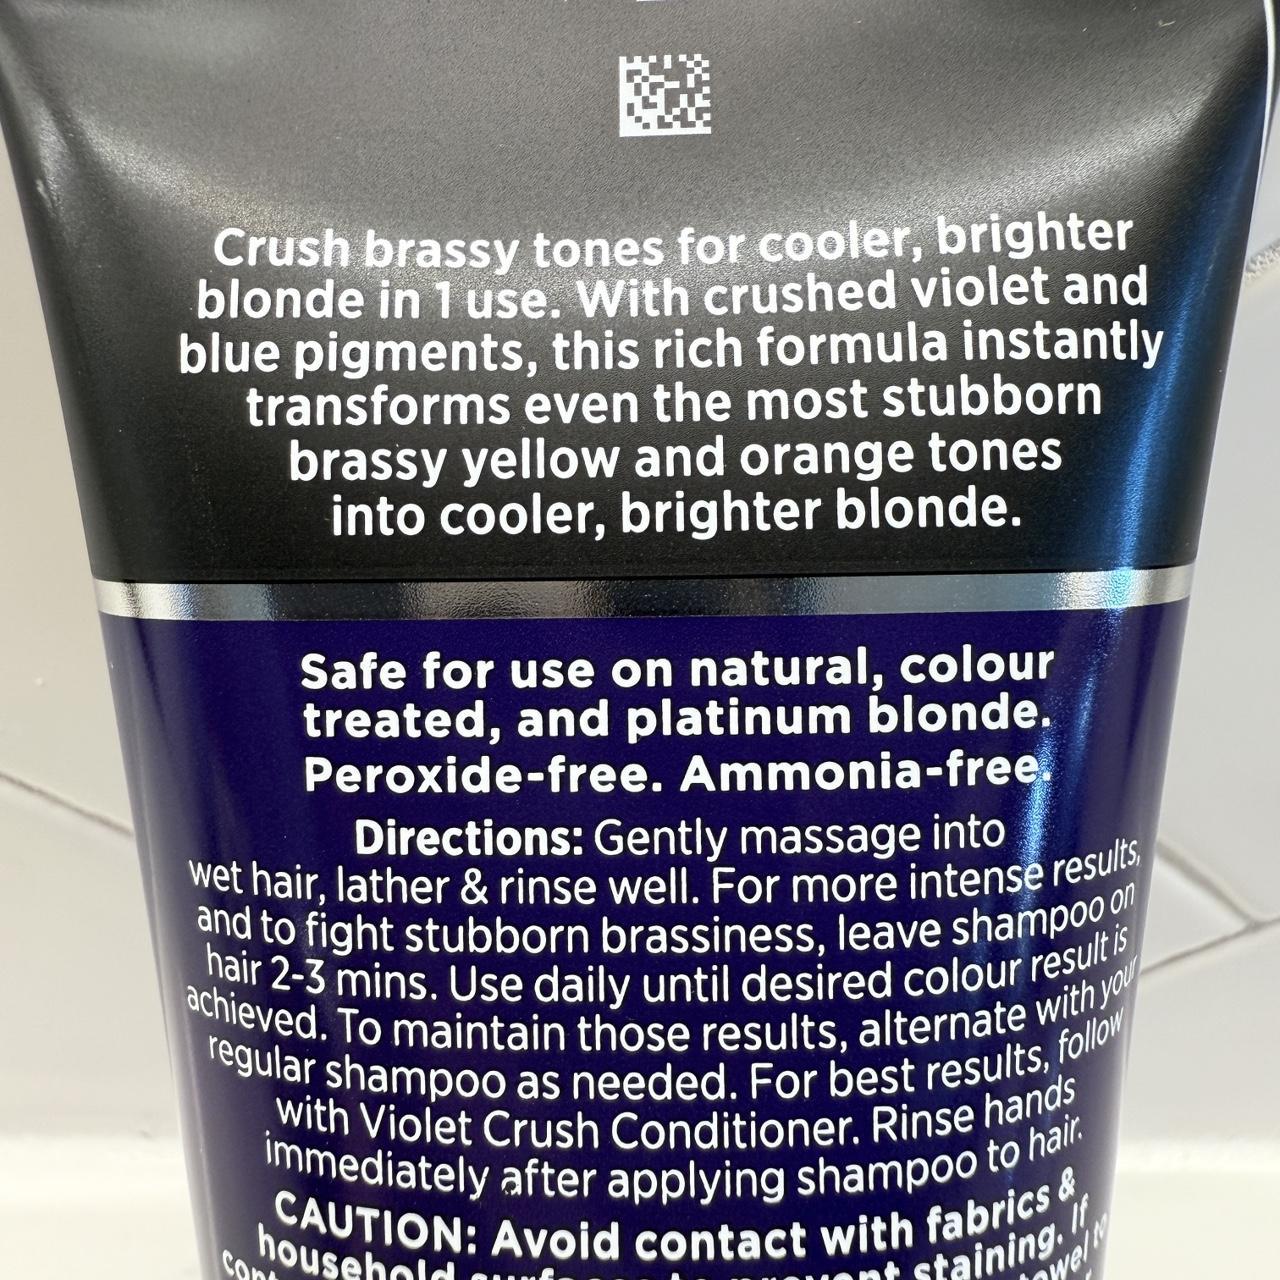 Crush brassy tones for cooler, brighter
blonde in 1 use. With crushed violet and
blue pigments, this rich formula instantly
transforms even the most stubborn
brassy yellow and orange tones
into cooler, brighter blonde.
Safe for use on natural, colour
treated, and platinum blonde.
Peroxide-free. Ammonia-free.
Directions: Gently massage into
wet hair, lather & rinse well. For more intense results,
and to fight stubborn brassiness, leave shampoo on
hair 2-3 mins. Use daily until desired colour result is
achieved. To maintain those results, alternate with your
regular shampoo as needed. For best results, follow
with Violet Crush Conditioner. Rinse hands
immediately after applying shampoo to hair.
CAUTION: Avoid contact with fabrics &
household surfaces to prevent staining. If
towel to